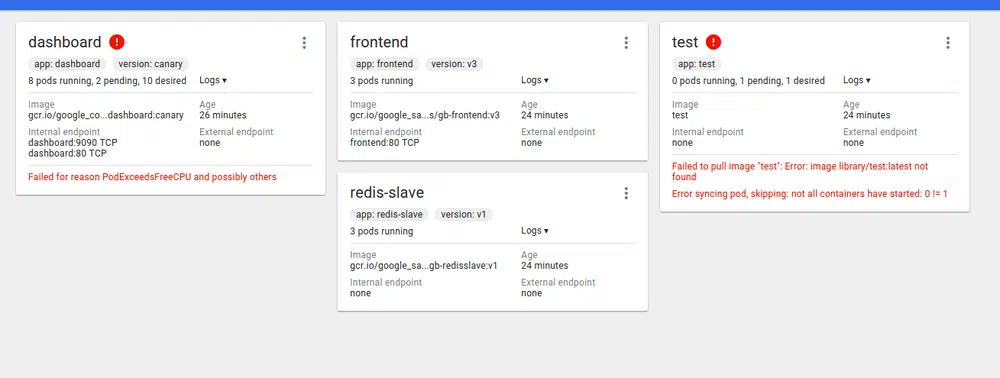 dashboard
app: dashboard version: canary
8 pods running, 2 pending, 10 desired Logs
Image Age
gcr.io/google_co...dashboard:canary 26 minutes
Internal endpoint External endpoint
dashboard:9090 TCP none
dashboard:80 TCP
Failed for reason PodExceedsFreeCPU and possibly others
frontend
app: frontend version: v3
3 pods running Logs
Image Age
gcr.io/google_sa...s/gb-frontend:v3 24 minutes
Internal endpoint External endpoint
frontend:80 TCP none
redis-slave
app: redis-slave version: v1
3 pods running Logs
Image Age
gcr.io/google_sa...gb-redisslave:v1 24 minutes
Internal endpoint External endpoint
none none
test
app: test
0 pods running, 1 pending, 1 desired Logs
Image Age
test 24 minutes
Internal endpoint External endpoint
none none
Failed to pull image "test": Error: image library/test:latest not
found
Error syncing pod, skipping: not all containers have started: 0 != 1